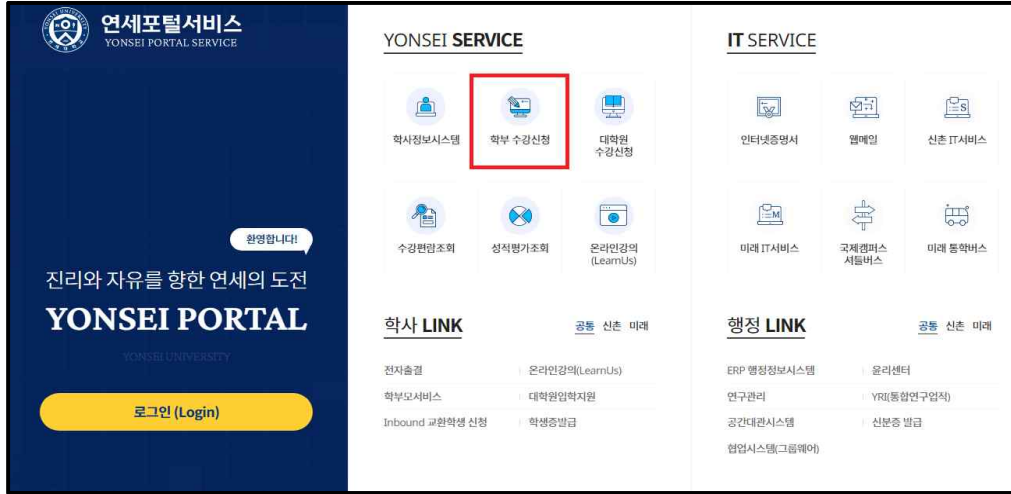 연세포털서비스
YONSEI PORTAL SERVICE
환영합니다!
진리와 자유를 향한 연세의 도전
YONSEI PORTAL
YONSEI UNIVERSITY
로그인 (Login)
YONSEI SERVICE
학사정보시스템
학부 수강신청
대학원
수강신청
수강편람조회
성적평가조회
온라인강의
(LearnUs)
IT SERVICE
인터넷증명서
웹메일
신촌 IT서비스
미래 IT서비스
국제캠퍼스
셔틀버스
미래 통학버스
학사 LINK
공통 신촌 미래
전자출결
온라인강의(LearnUs)
학부모서비스
대학원입학지원
Inbound 교환학생 신청
학생증발급
행정 LINK
공통 신촌 미래
ERP 행정정보시스템
윤리센터
연구관리
YRI(통합연구업적)
공간대관시스템
신분증 발급
협업시스템(그룹웨어)